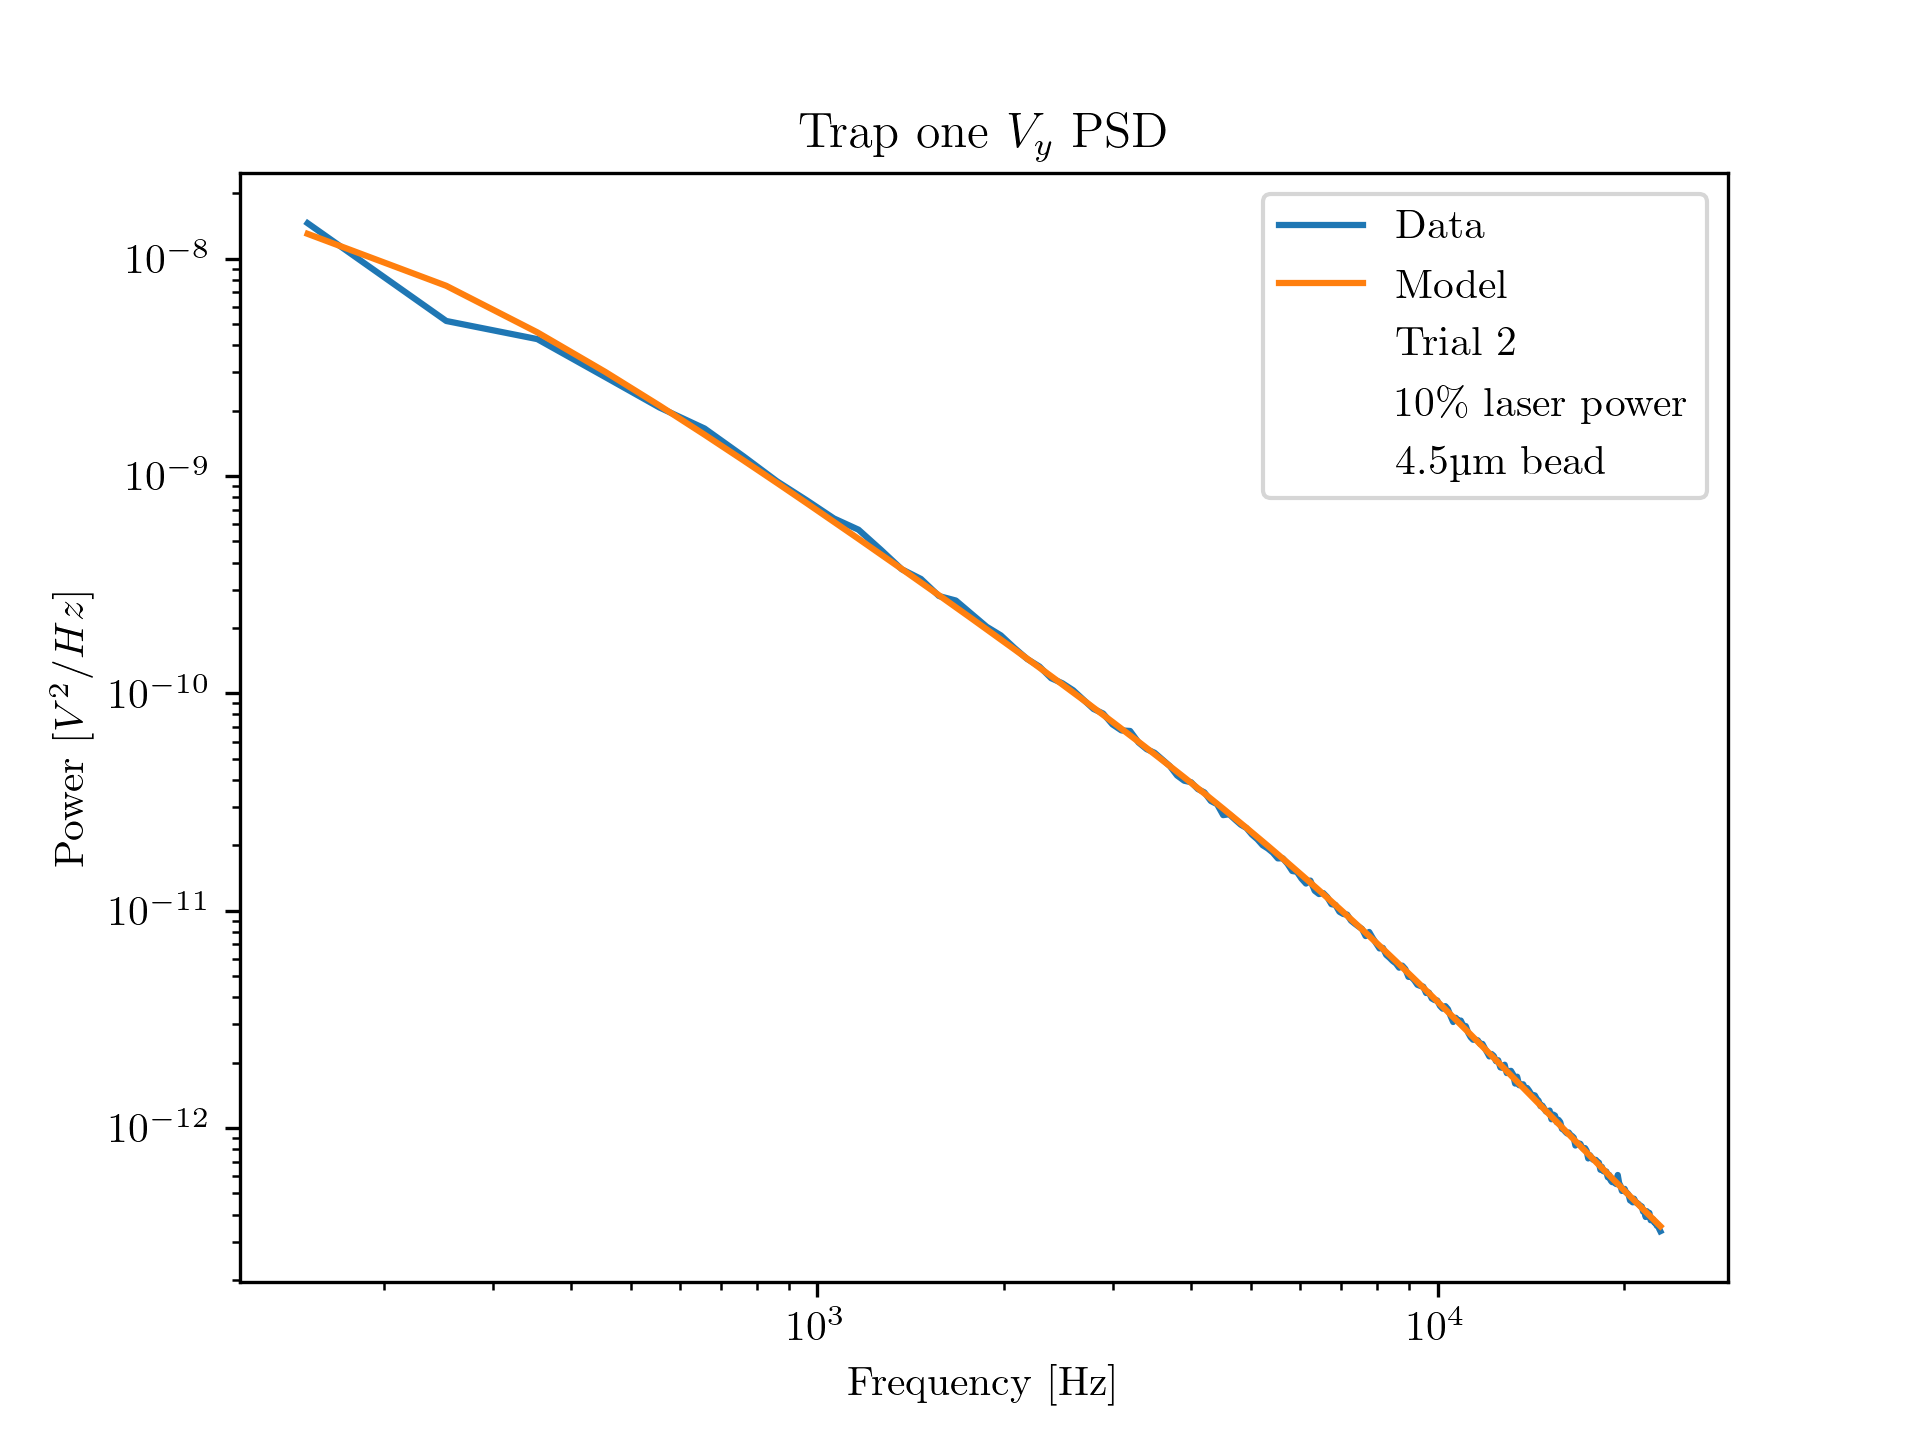 Trap one $V_y$ PSD
Data
Model
Trial 2
10% laser power
4.5µm bead
Power [$V^2/Hz$]
$10^{-8}$
$10^{-9}$
$10^{-10}$
$10^{-11}$
$10^{-12}$
$10^3$
$10^4$
Frequency [Hz]